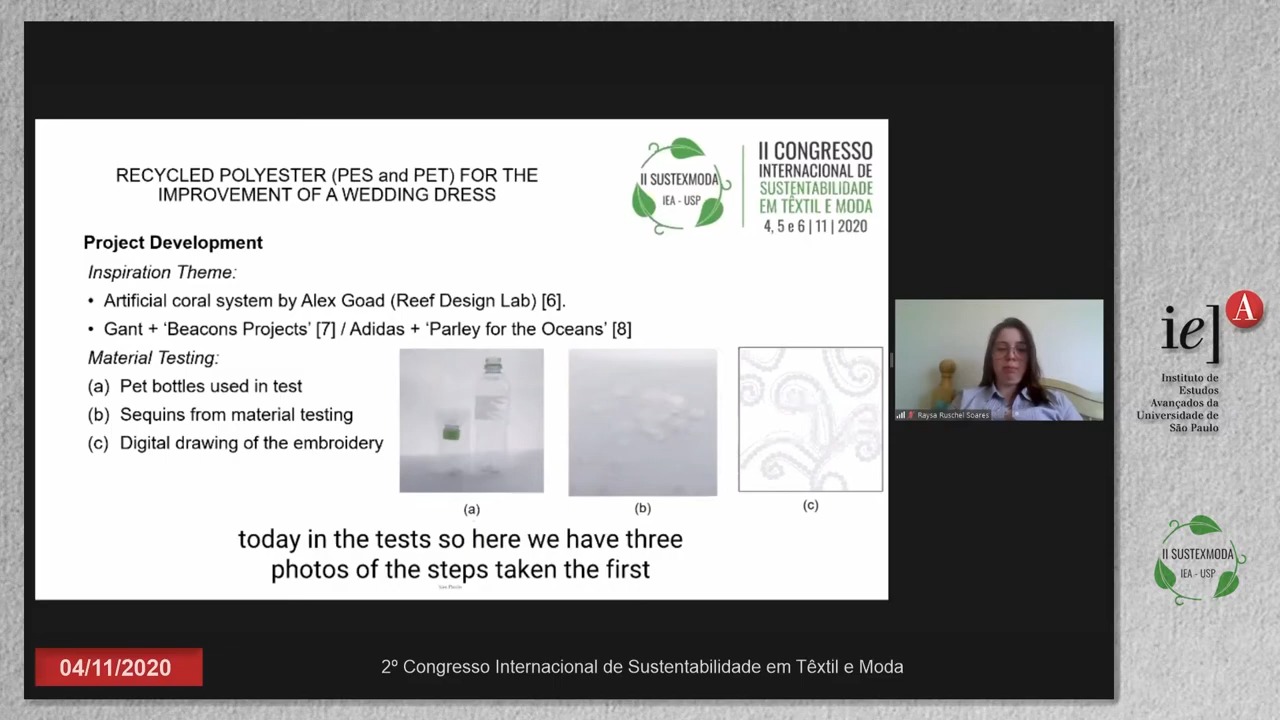 RECYCLED POLYESTER (PES and PET) FOR THE
IMPROVEMENT OF A WEDDING DRESS
II SUSTEXMODA
IEA - USP
II CONGRESSO
INTERNACIONAL DE
SUSTENTABILIDADE
EM TÊXTIL E MODA
4, 5 e 6 | 11 | 2020
Project Development
Inspiration Theme:
• Artificial coral system by Alex Goad (Reef Design Lab) [6].
• Gant + ‘Beacons Projects’ [7] / Adidas + ‘Parley for the Oceans’ [8]
Material Testing:
(a) Pet bottles used in test
(b) Sequins from material testing
(c) Digital drawing of the embroidery
(a)
(b)
(c)
today in the tests so here we have three
photos of the steps taken the first
Raysa Ruschel Soares
ie] A
Instituto de
Estudos
Avançados da
Universidade de
São Paulo
II SUSTEXMODA
IEA - USP
04/11/2020
2º Congresso Internacional de Sustentabilidade em Têxtil e Moda